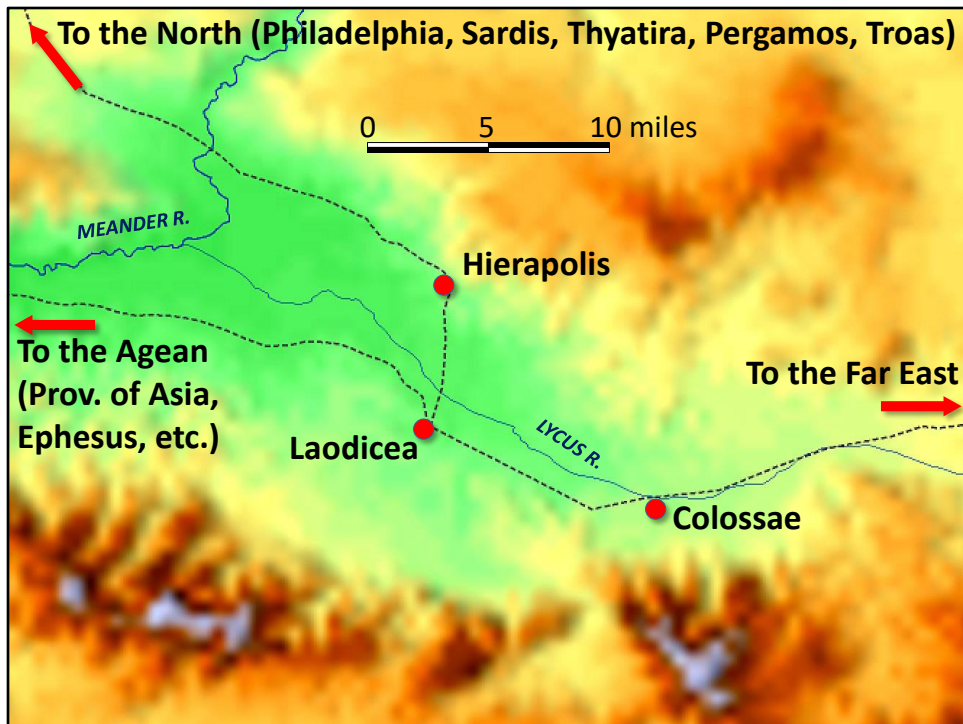 To the North (Philadelphia, Sardis, Thyatira, Pergamos, Troas)
0 5 10 miles
MEANDER R.
Hierapolis
To the Agean
(Prov. of Asia,
Ephesus, etc.)
To the Far East
Laodicea
LYCUS R.
Colossae